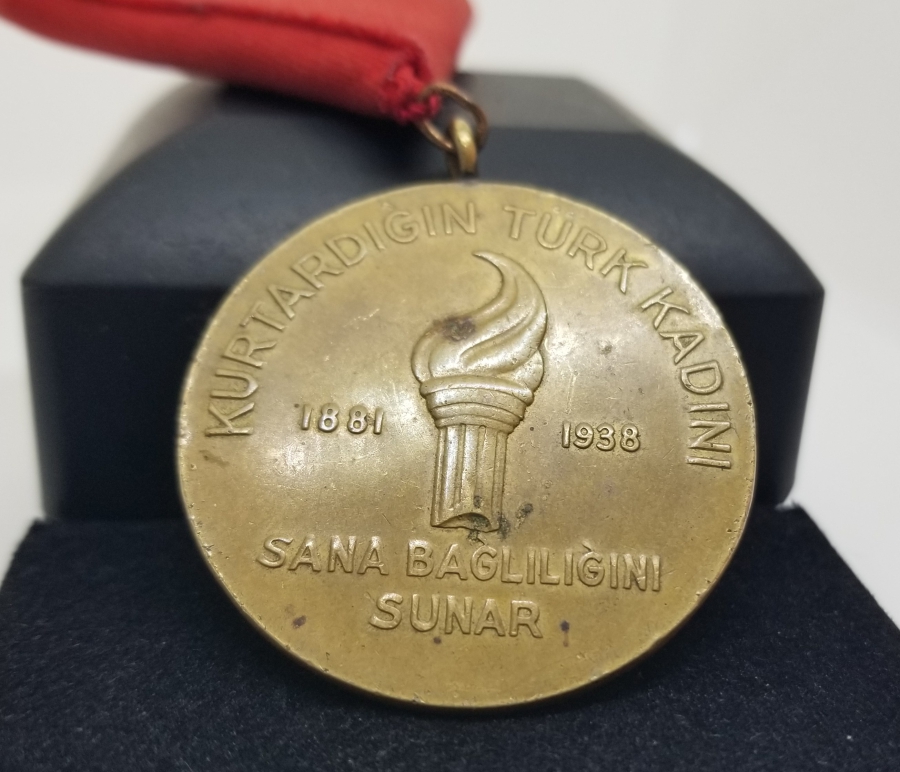 KURTARDIĞIN TÜRK KADINI
1881 1938
SANA BAĞLILIĞINI
SUNAR